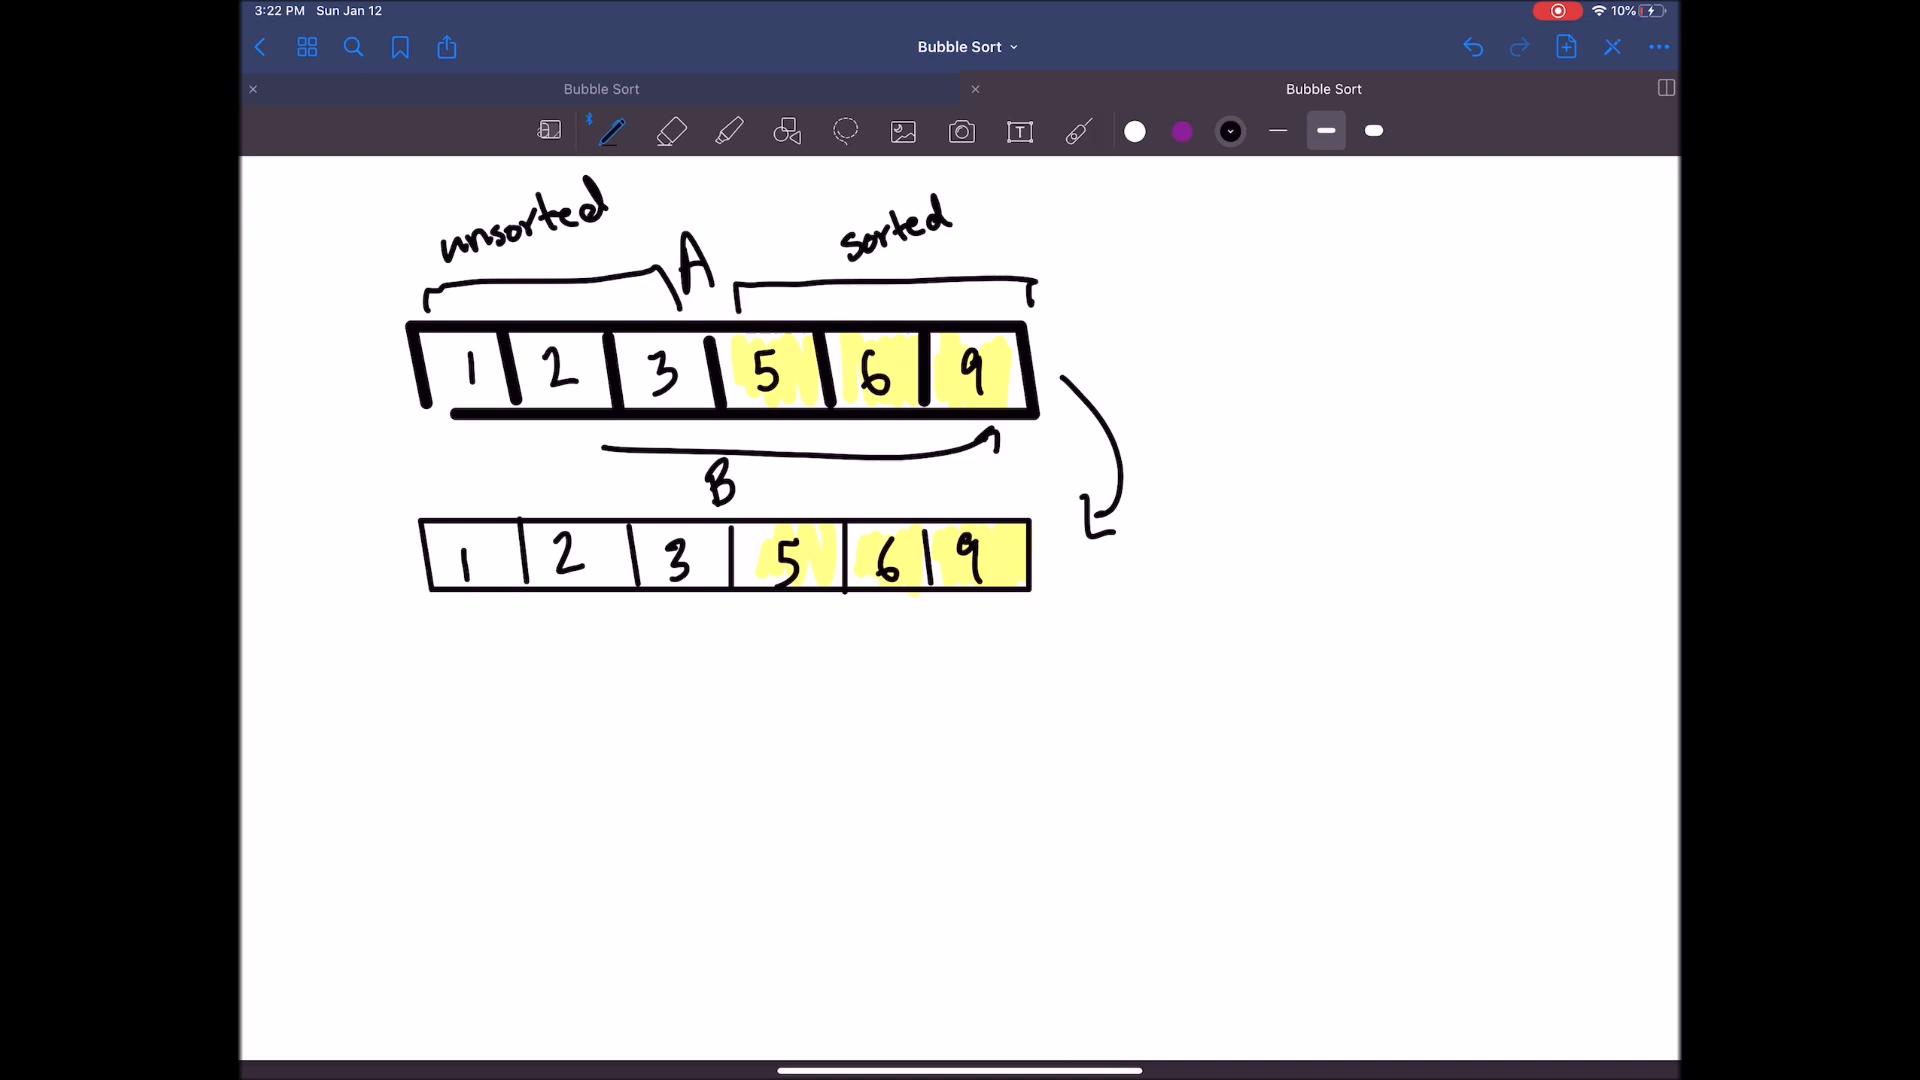 3:22 PM Sun Jan 12
10%
Bubble Sort
Bubble Sort
Bubble Sort
T
unsorted
A
sorted
1 2 3 5 6 9
B
1 2 3 5 6 9